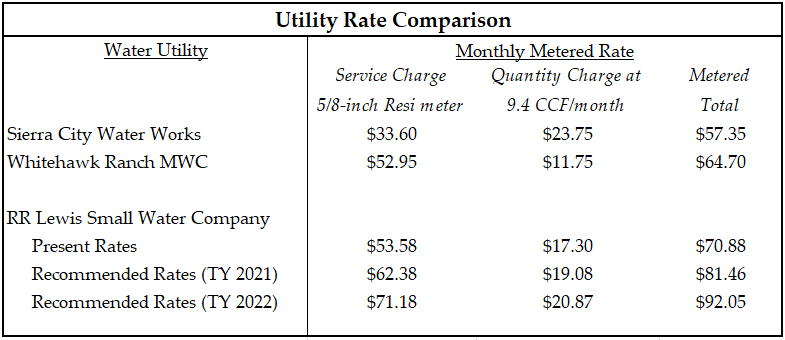 Utility Rate Comparison
Water Utility Monthly Metered Rate
Service Charge Quantity Charge at Metered
5/8-inch Resi meter 9.4 CCF/month Total
Sierra City Water Works $33.60 $23.75 $57.35
Whitehawk Ranch MWC $52.95 $11.75 $64.70
RR Lewis Small Water Company
Present Rates $53.58 $17.30 $70.88
Recommended Rates (TY 2021) $62.38 $19.08 $81.46
Recommended Rates (TY 2022) $71.18 $20.87 $92.05